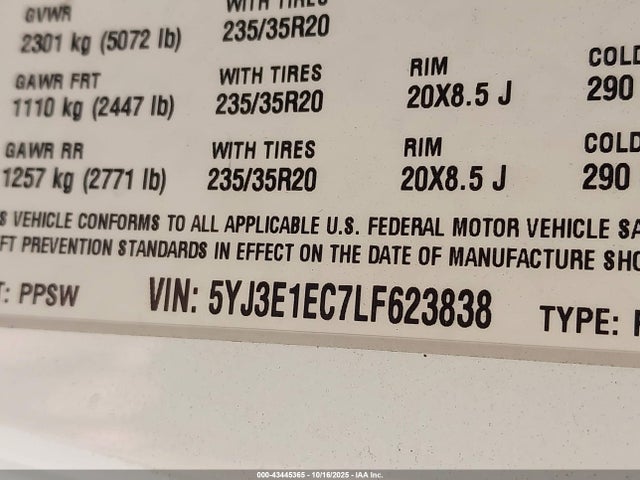 GVWR WITH TIRES
2301 kg (5072 lb) 235/35R20
GAWR FRT WITH TIRES RIM COLD
1110 kg (2447 lb) 235/35R20 20X8.5 J 290
GAWR RR WITH TIRES RIM COLD
1257 kg (2771 lb) 235/35R20 20X8.5 J 290
S VEHICLE CONFORMS TO ALL APPLICABLE U.S. FEDERAL MOTOR VEHICLE SA
FT PREVENTION STANDARDS IN EFFECT ON THE DATE OF MANUFACTURE SHO
T: PPSW VIN: 5YJ3E1EC7LF623838 TYPE:
000-43445365 - 10/16/2025 - IAA Inc.